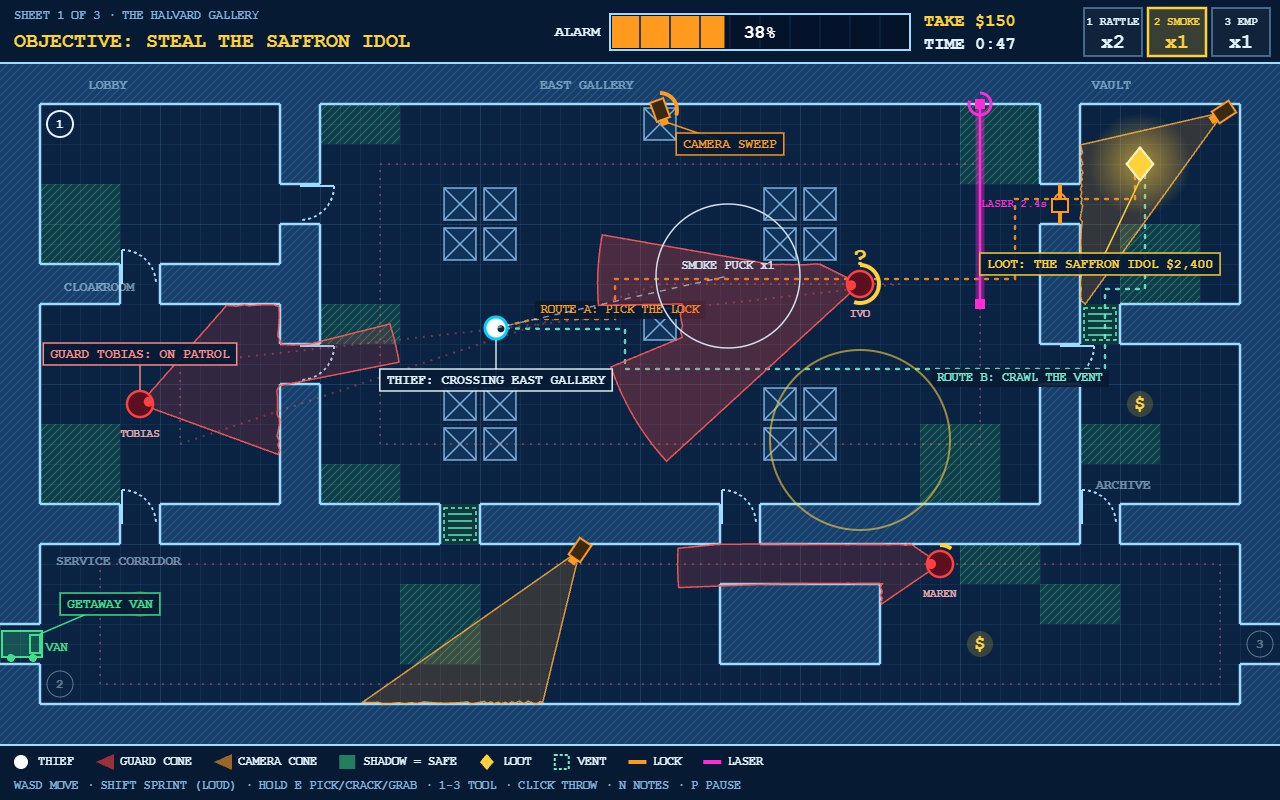 SHEET 1 OF 3 · THE HALVARD GALLERY
OBJECTIVE: STEAL THE SAFFRON IDOL
ALARM
38%
TAKE $150
TIME 0:47
1 RATTLE
x2
2 SMOKE
x1
3 EMP
x1
LOBBY
EAST GALLERY
VAULT
1
CAMERA SWEEP
LASER 2.4s
SMOKE PUCK x1
?
LOOT: THE SAFFRON IDOL $2,400
CLOAKROOM
ROUTE A: PICK THE LOCK
IVO
GUARD TOBIAS: ON PATROL
THIEF: CROSSING EAST GALLERY
ROUTE B: CRAWL THE VENT
$
TOBIAS
ARCHIVE
SERVICE CORRIDOR
MAREN
GETAWAY VAN
VAN
$
3
2
THIEF
GUARD CONE
CAMERA CONE
SHADOW = SAFE
LOOT
VENT
LOCK
LASER
WASD MOVE · SHIFT SPRINT (LOUD) · HOLD E PICK/CRACK/GRAB · 1-3 TOOL · CLICK THROW · N NOTES · P PAUSE